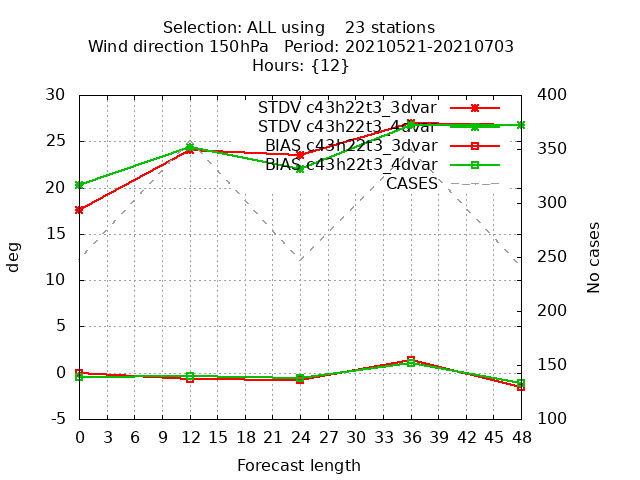 Selection: ALL using 23 stations
Wind direction 150hPa Period: 20210521-20210703
Hours: {12}
30
25
20
15
10
5
0
-5
400
350
300
250
200
150
100
STDV c43h22t3_3dvar
STDV c43h22t3_4dvar
BIAS c43h22t3_3dvar
BIAS c43h22t3_4dvar
CASES
deg
No cases
0 3 6 9 12 15 18 21 24 27 30 33 36 39 42 45 48
Forecast length